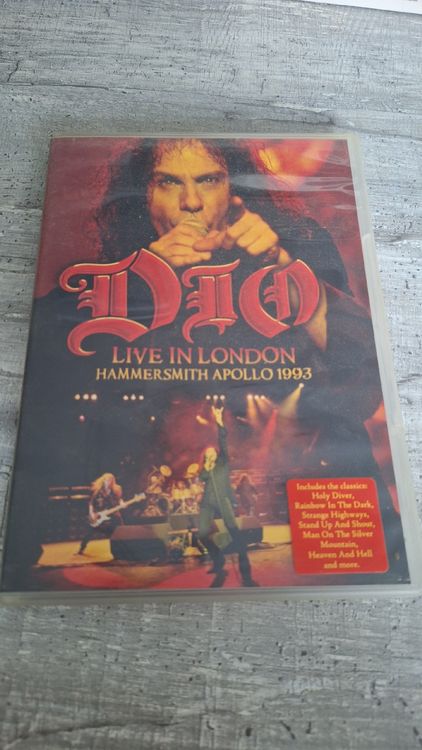 DIO
LIVE IN LONDON
HAMMERSMITH APOLLO 1993
Includes the classics:
Holy Diver,
Rainbow In The Dark,
Strange Highways,
Stand Up And Shout,
Man On The Silver
Mountain,
Heaven And Hell
and more.